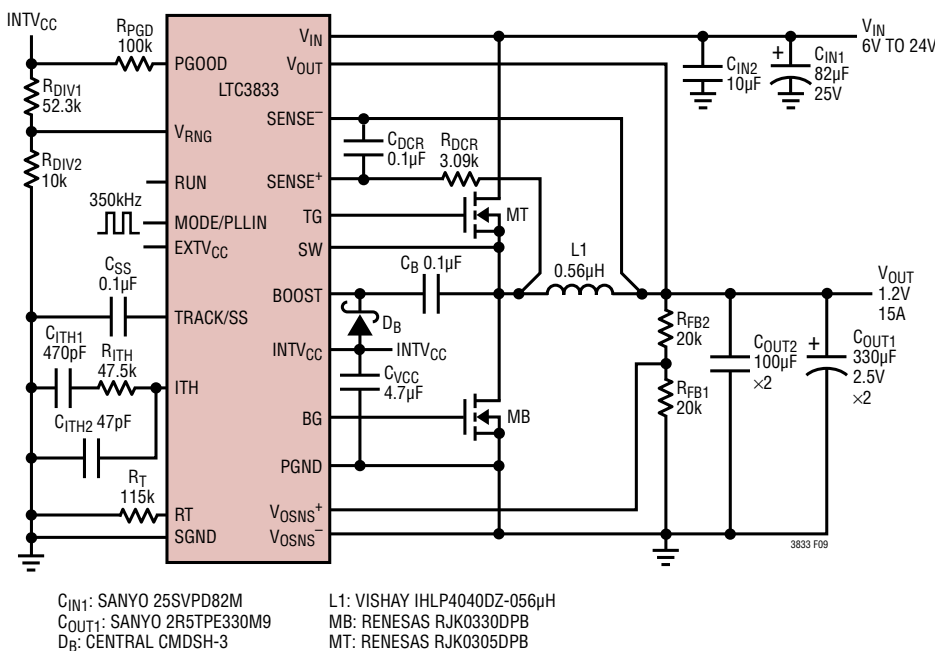 INTVCC
RPGD
100k
RDIV1
52.3k
RDIV2
10k
350kHz
CSS
0.1µF
CITH1
470pF
RITH
47.5k
CITH2 47pF
RT
115k
PGOOD
LTC3833
VRNG
RUN
MODE/PLLIN
EXTVCC
TRACK/SS
ITH
RT
SGND
VIN
VOUT
SENSE–
SENSE+
TG
SW
BOOST
INTVCC
BG
PGND
VOSNS+
VOSNS–
CDCR
0.1µF
RDCR
3.09k
MT
CB 0.1µF
DB
INTVCC
CVCC
4.7µF
MB
L1
0.56µH
CIN2
10µF
+
CIN1
82µF
25V
VIN
6V TO 24V
VOUT
1.2V
15A
RFB2
20k
RFB1
20k
COUT2
100µF
×2
+
COUT1
330µF
2.5V
×2
3833 F09
CIN1: SANYO 25SVPD82M
COUT1: SANYO 2R5TPE330M9
DB: CENTRAL CMDSH-3
L1: VISHAY IHLP4040DZ-056µH
MB: RENESAS RJK0330DPB
MT: RENESAS RJK0305DPB